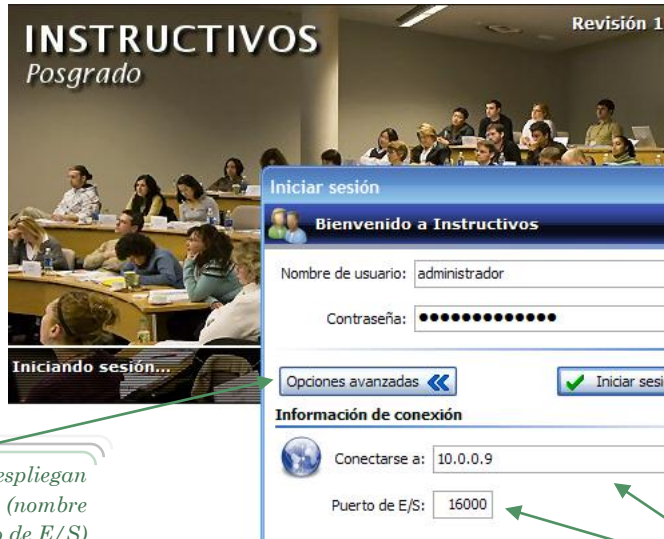 INSTRUCTIVOS
Posgrado
Revisión 1
Iniciar sesión
Bienvenido a Instructivos
Nombre de usuario: administrador
Contraseña: ●●●●●●●●●●●●●
Iniciando sesión...
Opciones avanzadas
Iniciar sesi
Información de conexión
Conectarse a: 10.0.0.9
Puerto de E/S: 16000
espliegan
(nombre
o de E/S)